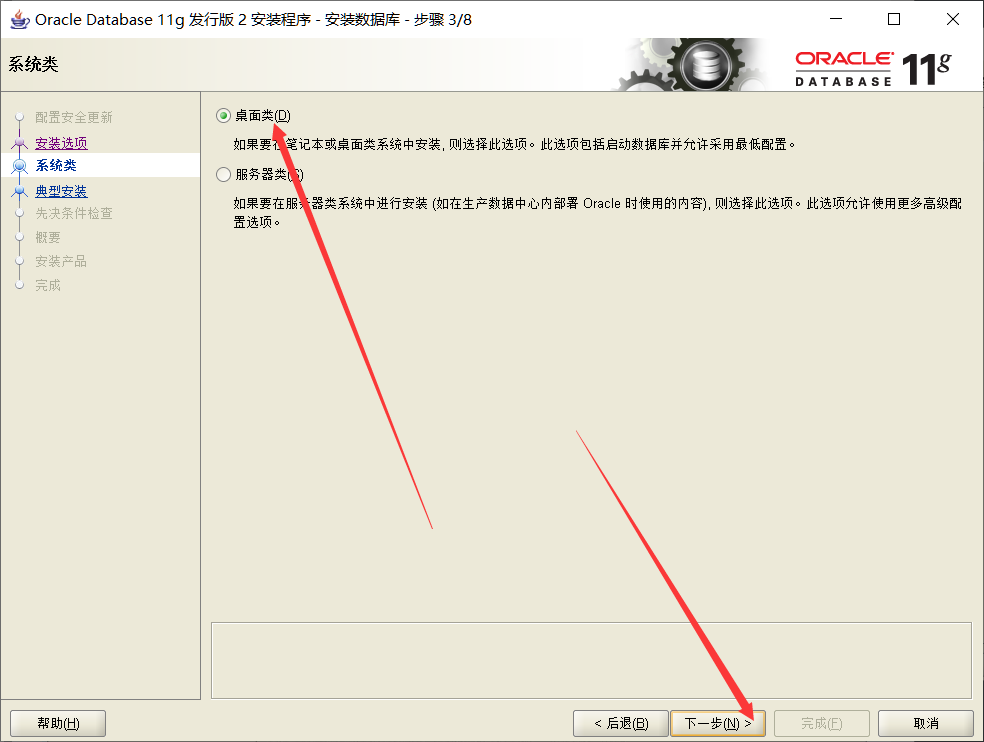 Oracle Database 11g 发行版 2 安装程序 - 安装数据库 - 步骤 3/8
系统类
ORACLE
DATABASE
11g
配置安全更新
安装选项
系统类
典型安装
先决条件检查
概要
安装产品
完成
桌面类(D)
如果要在笔记本或桌面类系统中安装, 则选择此选项。此选项包括启动数据库并允许采用最低配置。
服务器类(S)
如果要在服务器类系统中进行安装 (如在生产数据中心内部署 Oracle 时使用的内容), 则选择此选项。此选项允许使用更多高级配
置选项。
帮助(H)
< 后退(B)
下一步(N) >
完成(F)
取消